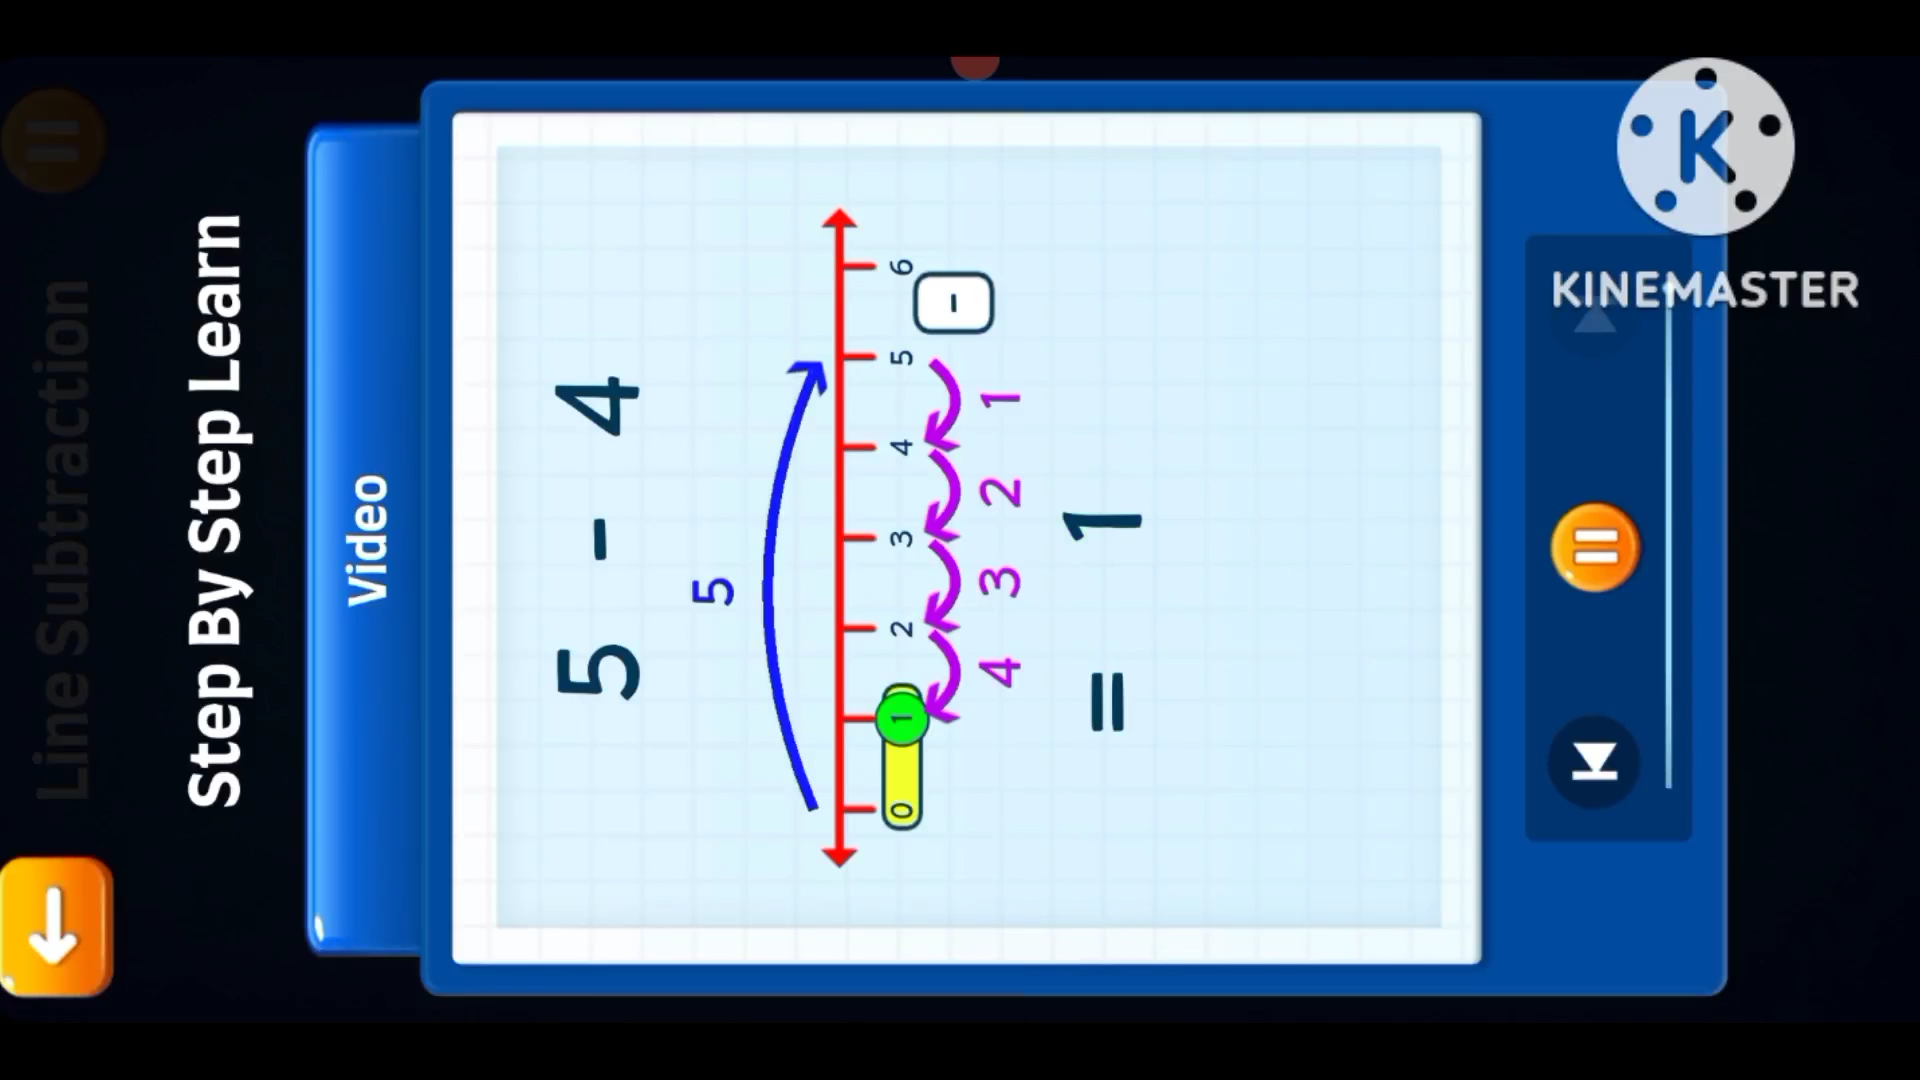 Line Subtraction
Step By Step Learn
Video
5 - 4
5
0 1 2 3 4 5 6
-
4 3 2 1
= 1
K
KINEMASTER